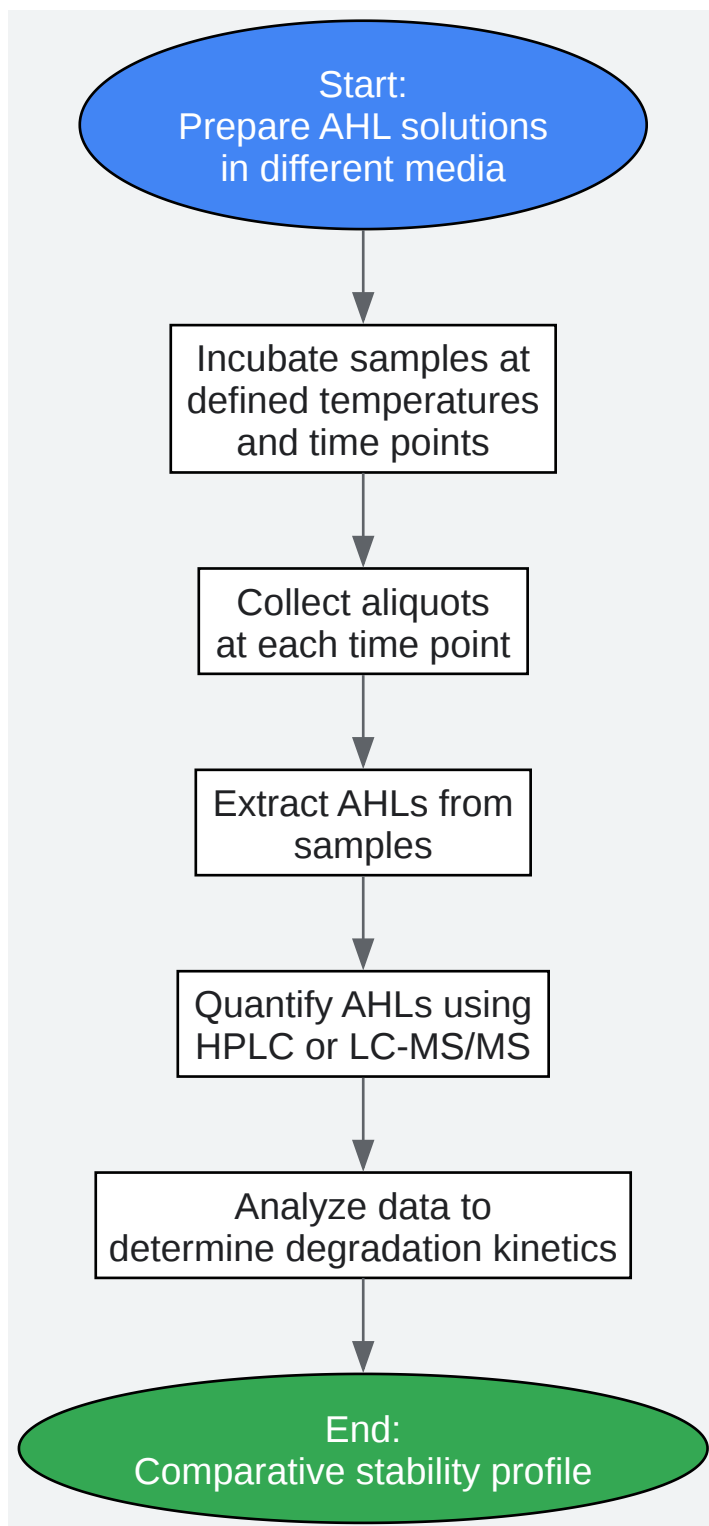 Start:
Prepare AHL solutions
in different media
Incubate samples at
defined temperatures
and time points
Collect aliquots
at each time point
Extract AHLs from
samples
Quantify AHLs using
HPLC or LC-MS/MS
Analyze data to
determine degradation kinetics
End:
Comparative stability profile